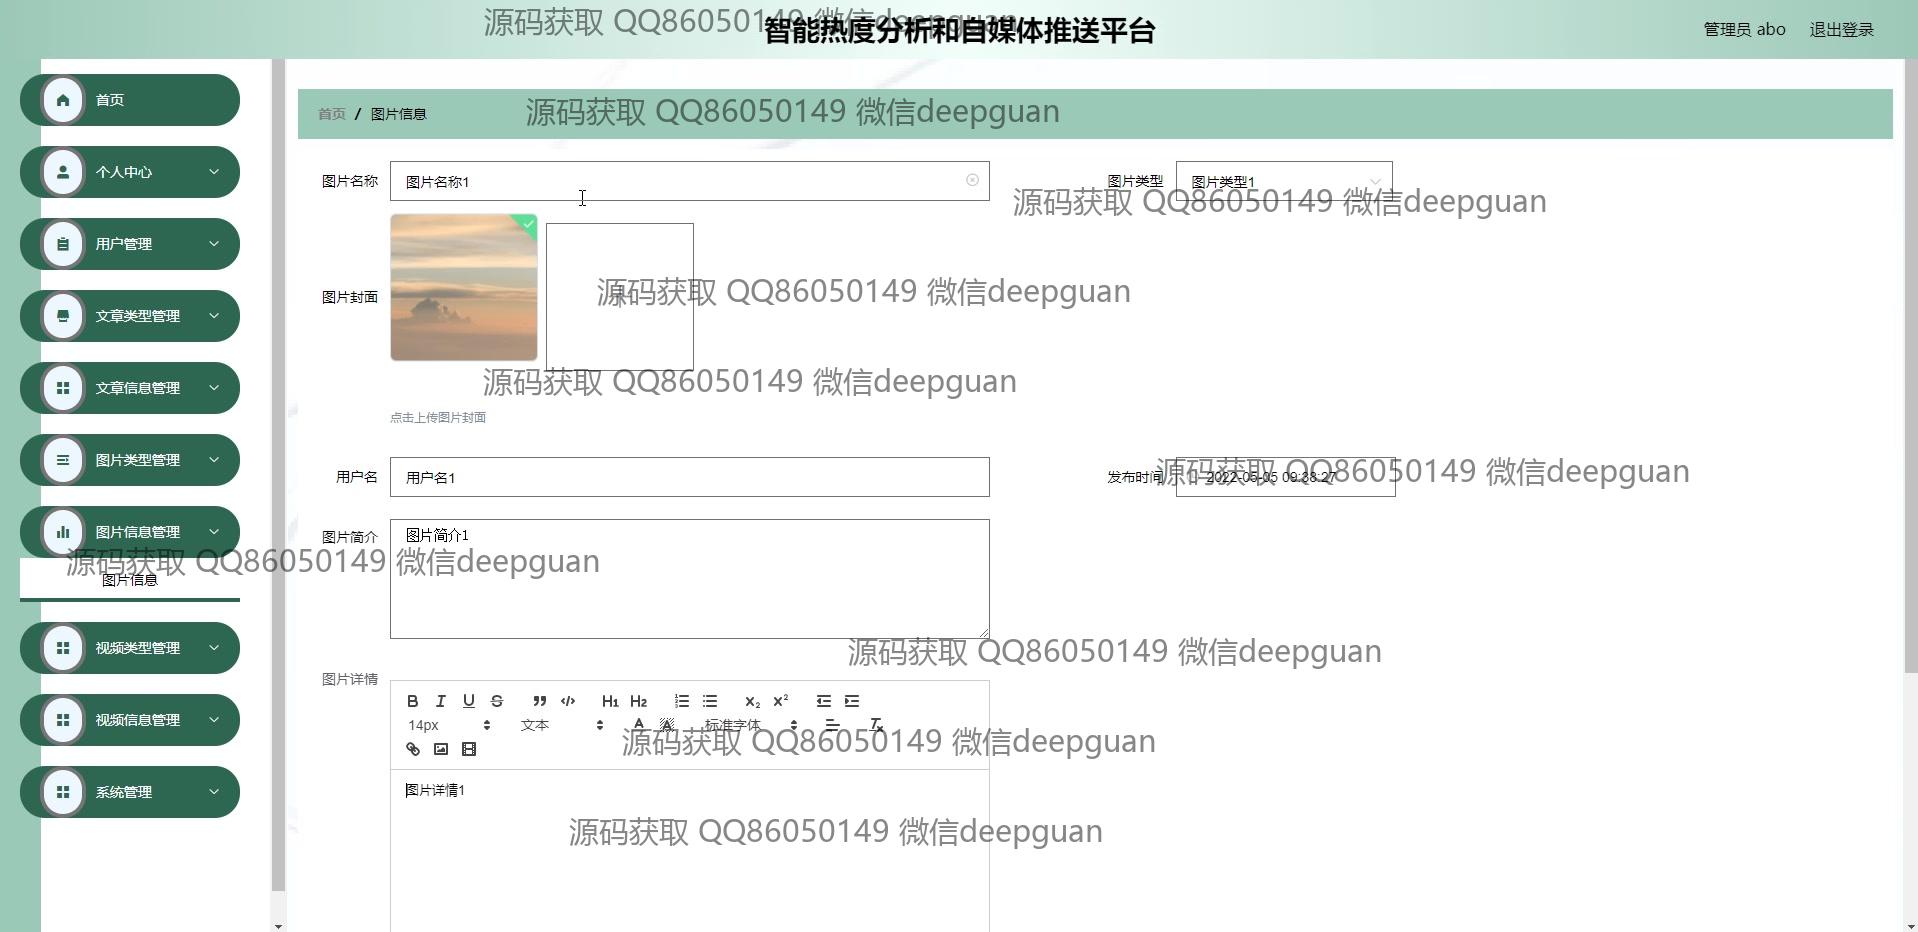 源码获取 QQ86050149 微信deepguan
智能热度分析和自媒体推送平台
管理员 abo 退出登录
首页
首页 / 图片信息
源码获取 QQ86050149 微信deepguan
个人中心
图片名称 图片名称1
图片类型 图片类型1
源码获取 QQ86050149 微信deepguan
用户管理
图片封面
源码获取 QQ86050149 微信deepguan
文章类型管理
文章信息管理
源码获取 QQ86050149 微信deepguan
点击上传图片封面
图片类型管理
用户名 用户名1
发布时间 2022-05-05 09:38:27
源码获取 QQ86050149 微信deepguan
图片信息管理
图片简介 图片简介1
源码获取 QQ86050149 微信deepguan
图片信息
视频类型管理
源码获取 QQ86050149 微信deepguan
图片详情
B I U S H1 H2 X2 X2
14px 文本 A A 标准字体 Tx
视频信息管理
源码获取 QQ86050149 微信deepguan
系统管理
图片详情1
源码获取 QQ86050149 微信deepguan